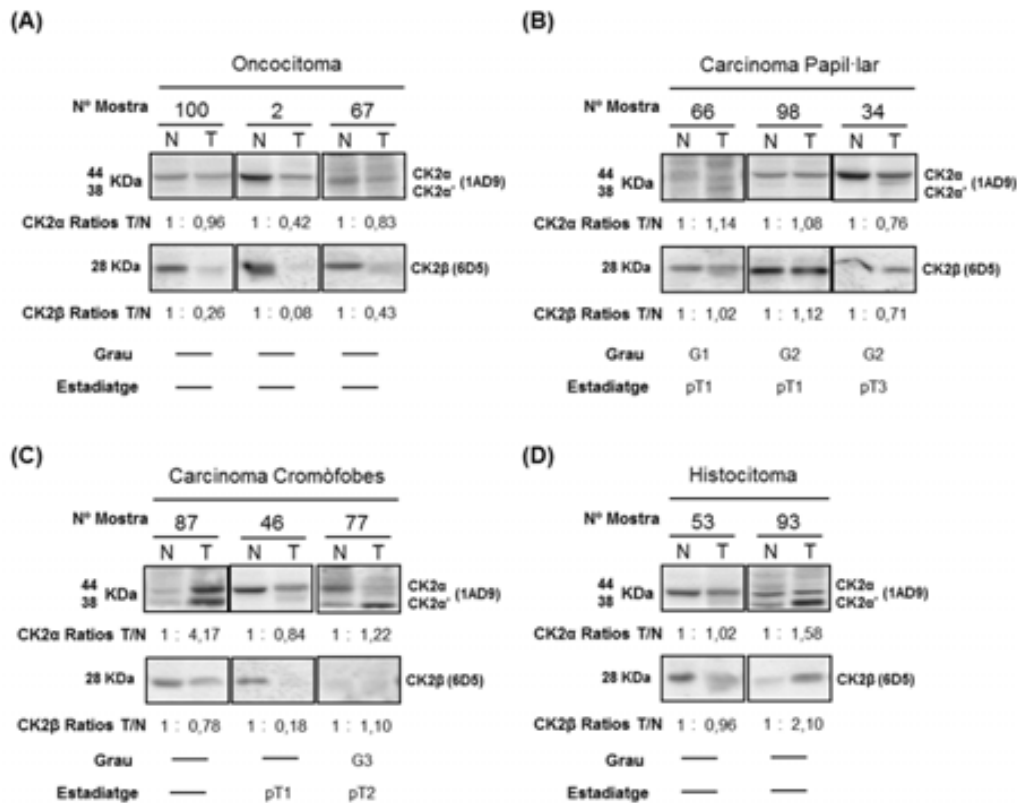 (A)
Oncocitoma
Nº Mostra 100 2 67
N T N T N T
44
38 KDa
CK2α
CK2α' (1AD9)
CK2α Ratios T/N 1 : 0,96 1 : 0,42 1 : 0,83
28 KDa CK2β (6D5)
CK2β Ratios T/N 1 : 0,26 1 : 0,08 1 : 0,43
Grau — — —
Estadiatge — — —
(B)
Carcinoma Papil·lar
Nº Mostra 66 98 34
N T N T N T
44
38 KDa
CK2α
CK2α' (1AD9)
CK2α Ratios T/N 1 : 1,14 1 : 1,08 1 : 0,76
28 KDa CK2β (6D5)
CK2β Ratios T/N 1 : 1,02 1 : 1,12 1 : 0,71
Grau G1 G2 G2
Estadiatge pT1 pT1 pT3
(C)
Carcinoma Cromòfobes
Nº Mostra 87 46 77
N T N T N T
44
38 KDa
CK2α
CK2α' (1AD9)
CK2α Ratios T/N 1 : 4,17 1 : 0,84 1 : 1,22
28 KDa CK2β (6D5)
CK2β Ratios T/N 1 : 0,78 1 : 0,18 1 : 1,10
Grau — — G3
Estadiatge — pT1 pT2
(D)
Histocitoma
Nº Mostra 53 93
N T N T
44
38 KDa
CK2α
CK2α' (1AD9)
CK2α Ratios T/N 1 : 1,02 1 : 1,58
28 KDa CK2β (6D5)
CK2β Ratios T/N 1 : 0,96 1 : 2,10
Grau — —
Estadiatge — —